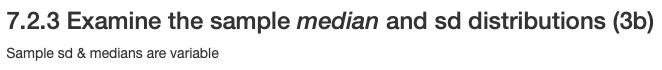 7.2.3 Examine the sample median and sd distributions (3b)
Sample sd & medians are variable